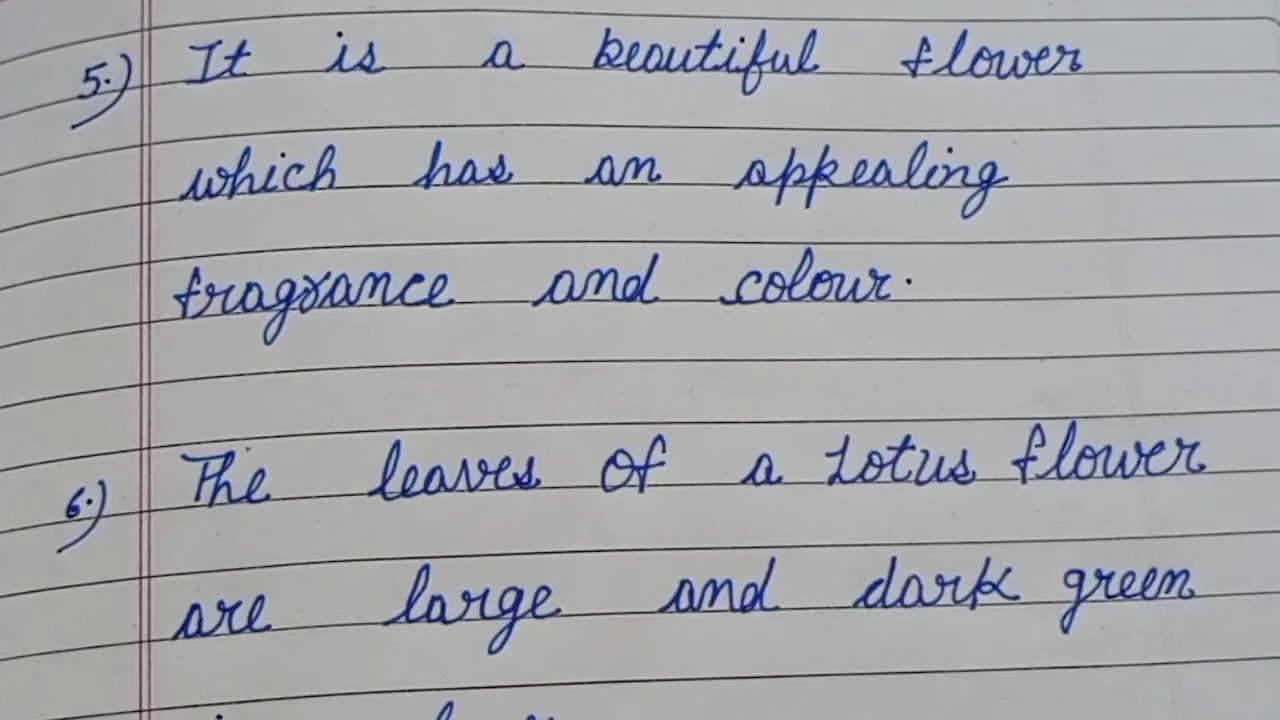 5.) It is a beautiful flower
which has an appealing
fragrance and colour.
6.) The leaves of a Lotus flower
are large and dark green